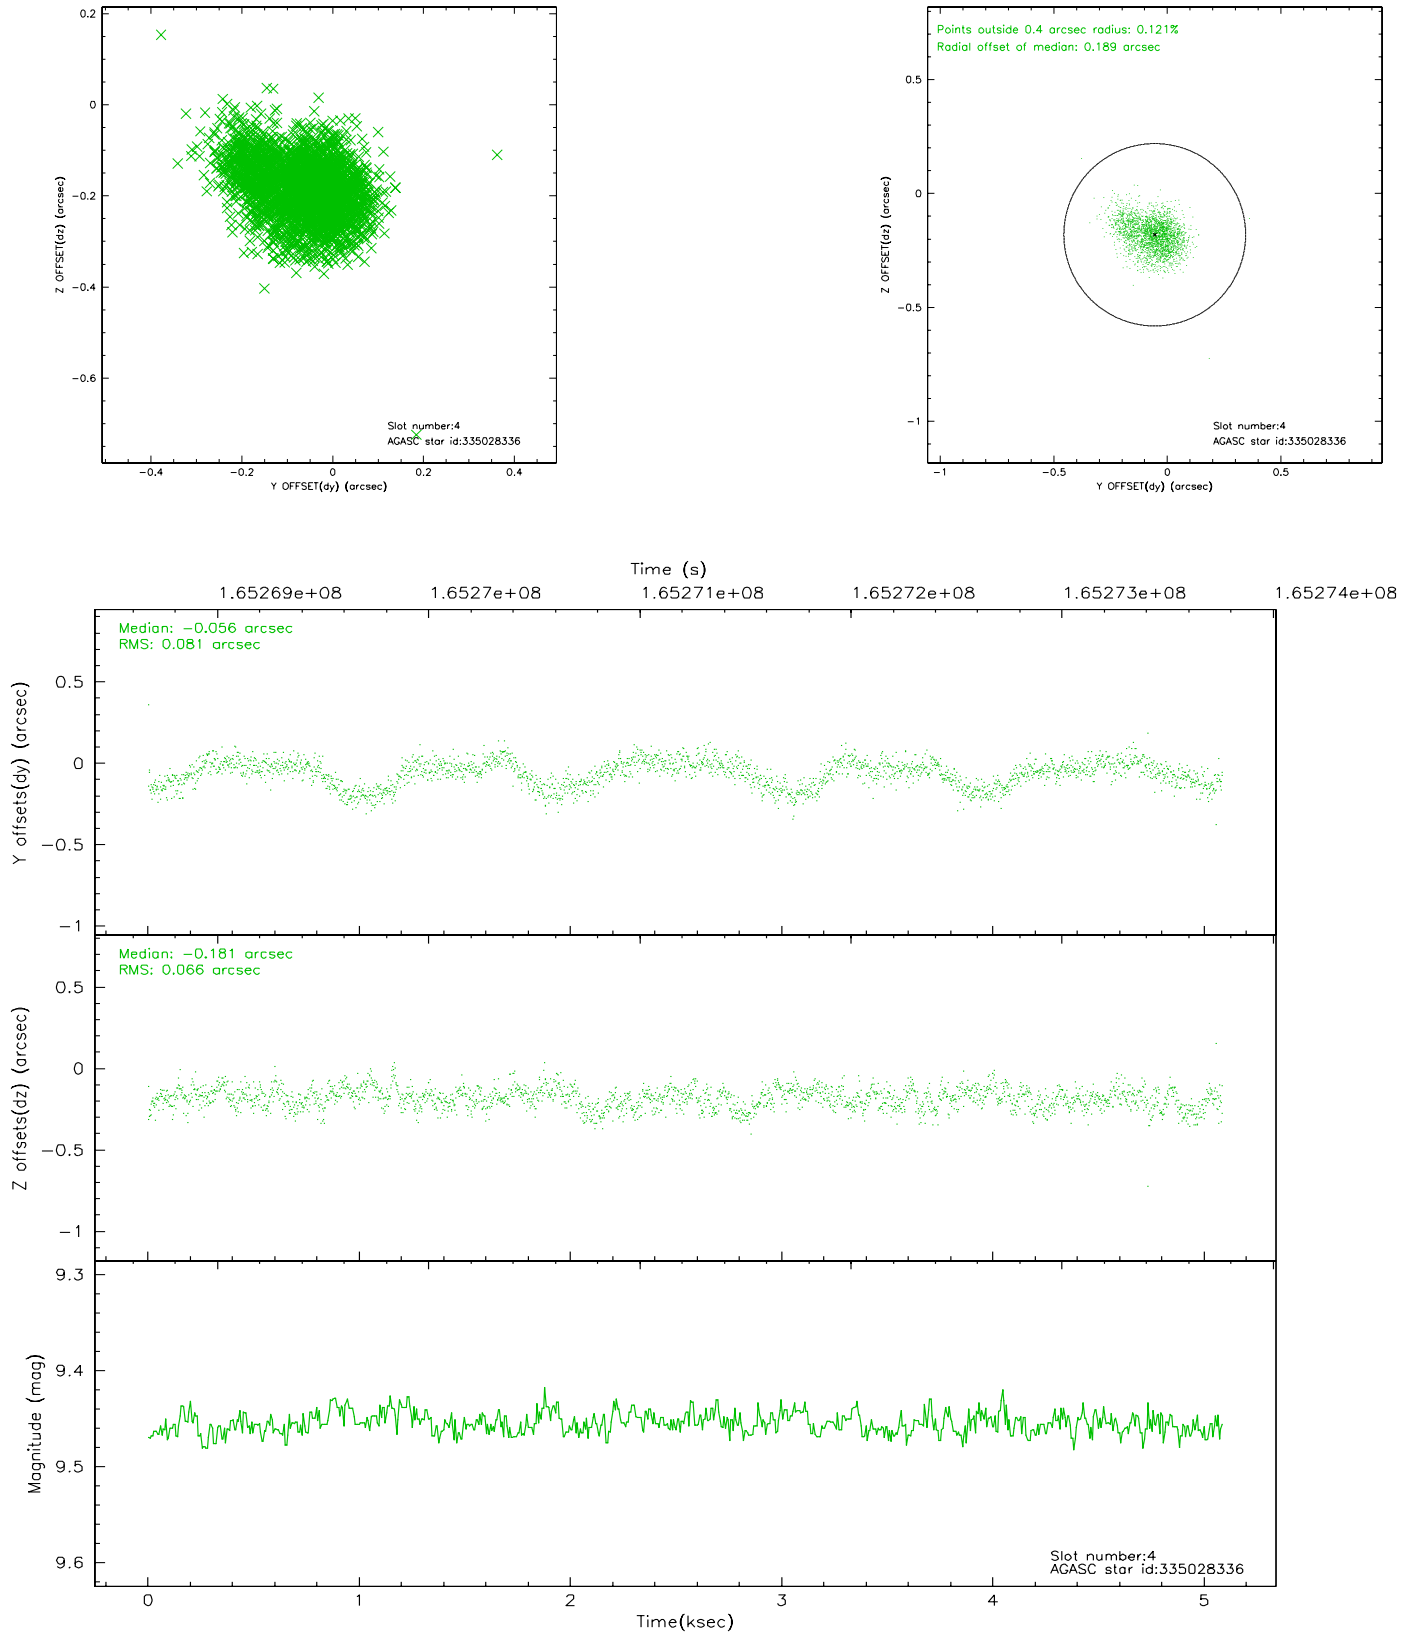 0.2
0
−0.2
−0.4
−0.6
Z OFFSET(dz) (arcsec)
Slot number:4
AGASC star id:335028336
−0.4
−0.2
0
0.2
0.4
Y OFFSET(dy) (arcsec)
Points outside 0.4 arcsec radius: 0.121%
Radial offset of median: 0.189 arcsec
0.5
0
−0.5
−1
Z OFFSET(dz) (arcsec)
Slot number:4
AGASC star id:335028336
−1
−0.5
0
0.5
Y OFFSET(dy) (arcsec)
Time (s)
1.65269e+08
1.6527e+08
1.65271e+08
1.65272e+08
1.65273e+08
1.65274e+08
Median: −0.056 arcsec
RMS: 0.081 arcsec
0.5
0
−0.5
−1
Y offsets(dy) (arcsec)
Median: −0.181 arcsec
RMS: 0.066 arcsec
0.5
0
−0.5
−1
Z offsets(dz) (arcsec)
9.3
9.4
9.5
9.6
Magnitude (mag)
Slot number:4
AGASC star id:335028336
0
1
2
3
4
5
Time(ksec)